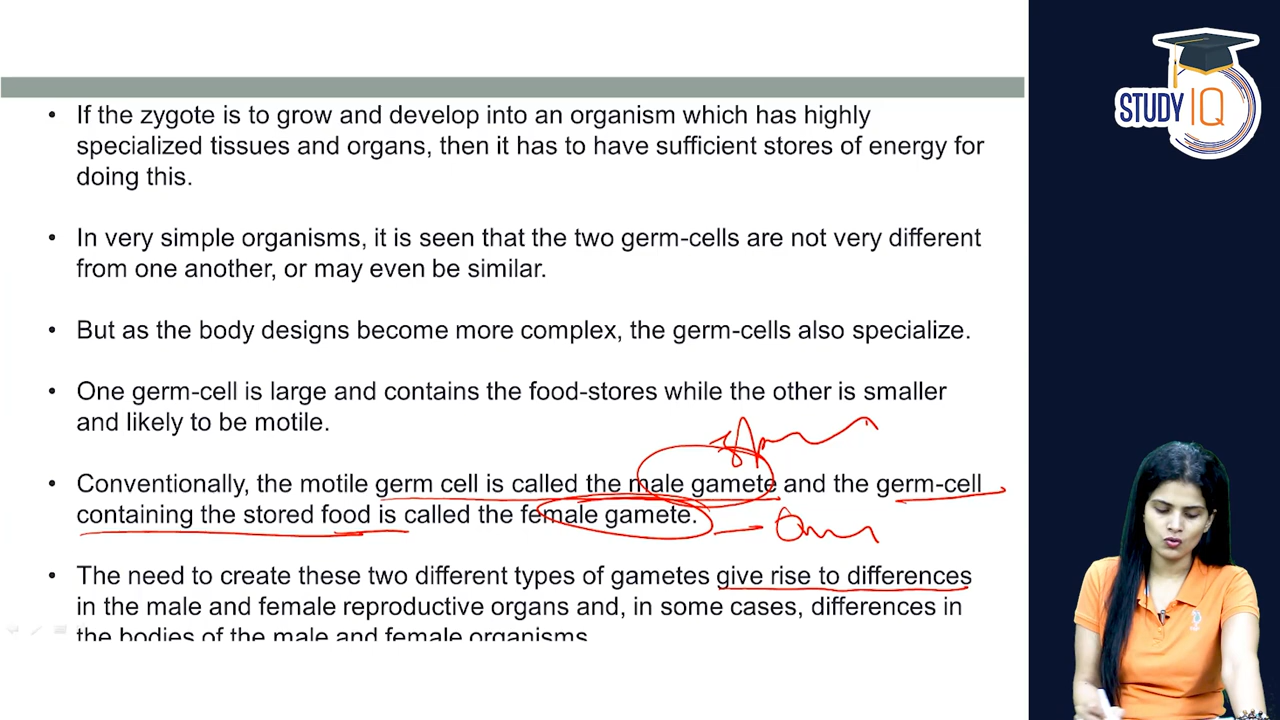 STUDY IQ
• If the zygote is to grow and develop into an organism which has highly
specialized tissues and organs, then it has to have sufficient stores of energy for
doing this.
• In very simple organisms, it is seen that the two germ-cells are not very different
from one another, or may even be similar.
• But as the body designs become more complex, the germ-cells also specialize.
• One germ-cell is large and contains the food-stores while the other is smaller
and likely to be motile.
• Conventionally, the motile germ cell is called the male gamete and the germ-cell
containing the stored food is called the female gamete.
• The need to create these two different types of gametes give rise to differences
in the male and female reproductive organs and, in some cases, differences in
the bodies of the male and female organisms.